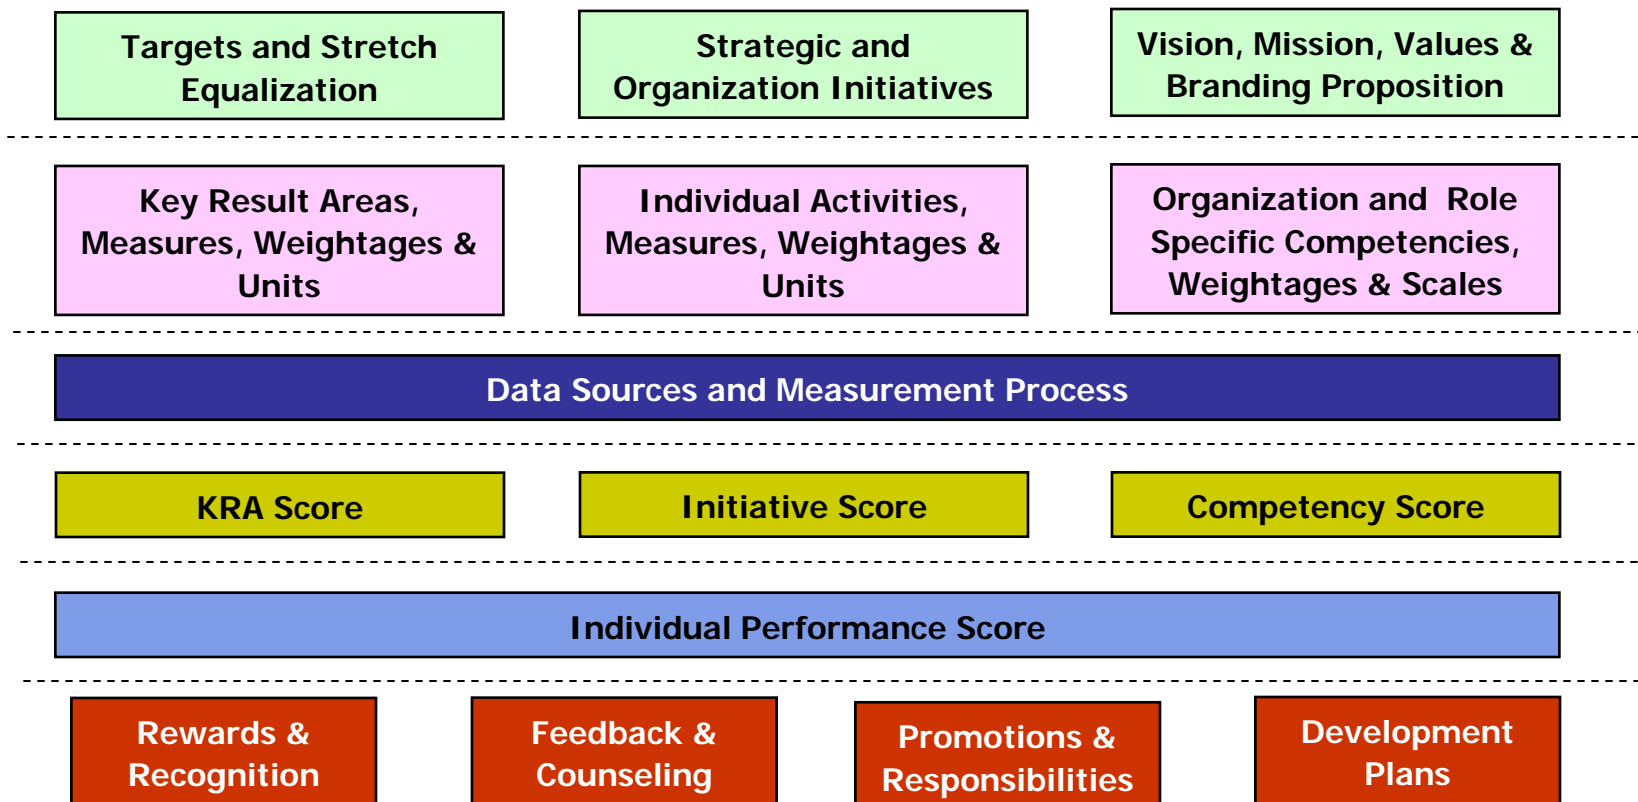 Targets and Stretch
Equalization
Strategic and
Organization Initiatives
Vision, Mission, Values &
Branding Proposition
Key Result Areas,
Measures, Weightages &
Units
Individual Activities,
Measures, Weightages &
Units
Organization and Role
Specific Competencies,
Weightages & Scales
Data Sources and Measurement Process
KRA Score
Initiative Score
Competency Score
Individual Performance Score
Rewards &
Recognition
Feedback &
Counseling
Promotions &
Responsibilities
Development
Plans